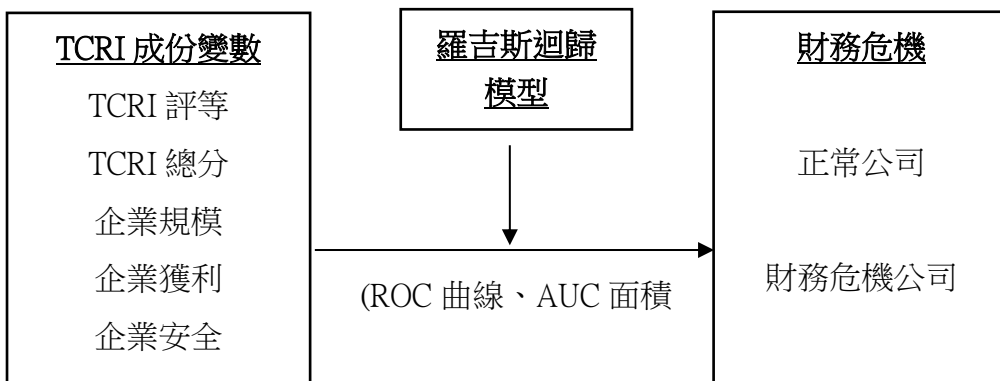 TCRI 成份變數
TCRI 評等
TCRI 總分
企業規模
企業獲利
企業安全
羅吉斯迴歸
模型
(ROC 曲線、AUC 面積
財務危機
正常公司
財務危機公司